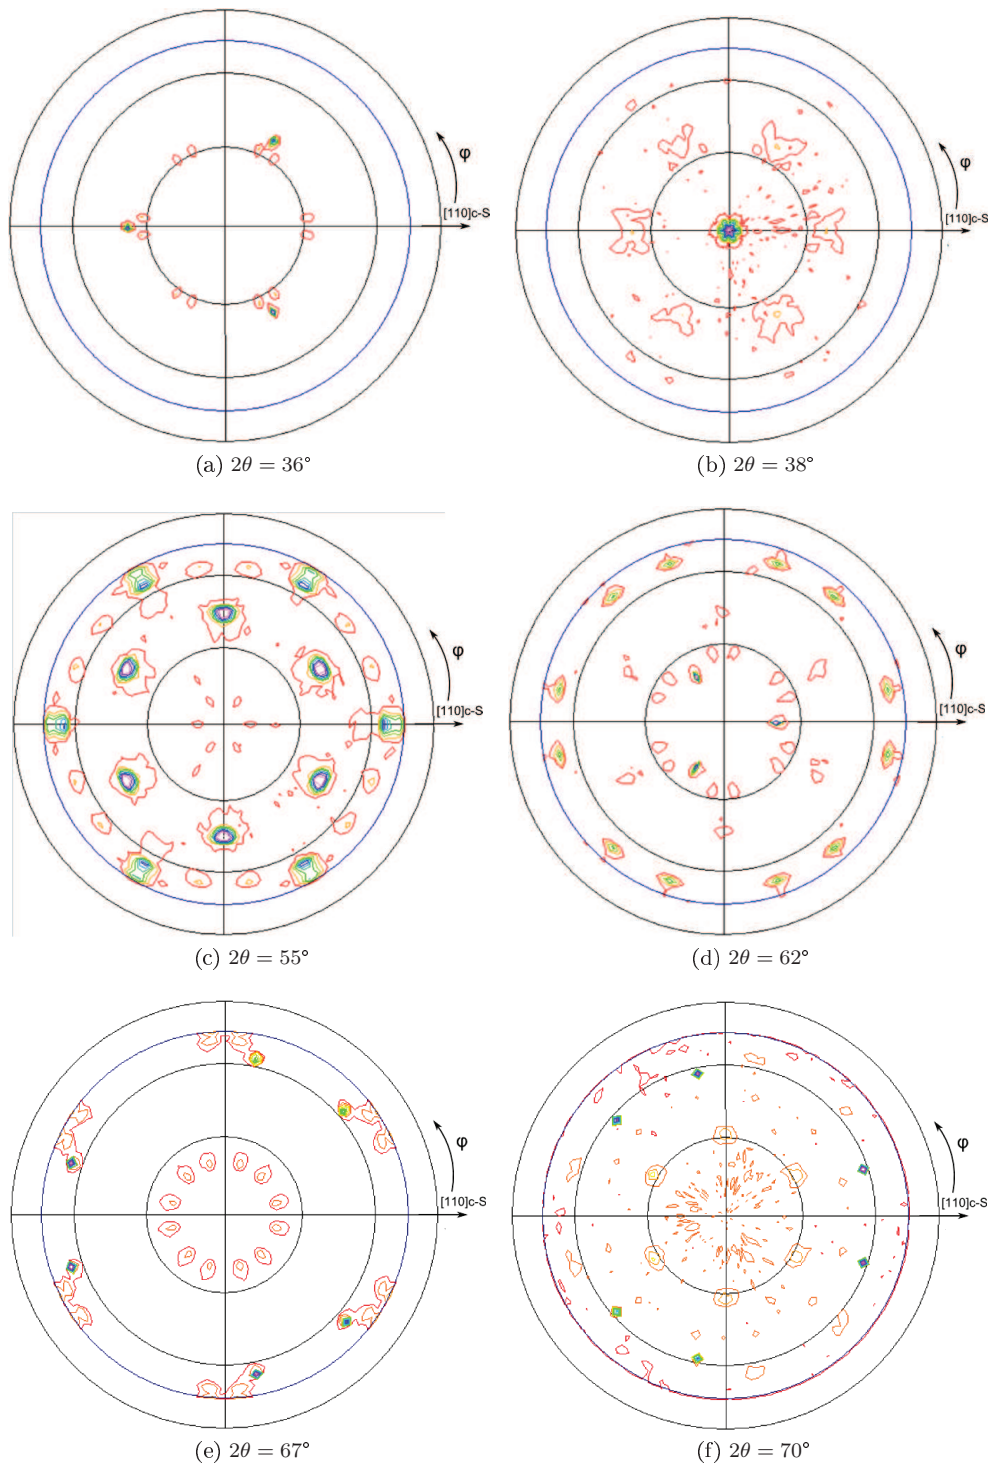 φ
[110]c-S
(a) 2θ = 36°
φ
[110]c-S
(b) 2θ = 38°
φ
[110]c-S
(c) 2θ = 55°
φ
[110]c-S
(d) 2θ = 62°
φ
[110]c-S
(e) 2θ = 67°
φ
[110]c-S
(f) 2θ = 70°